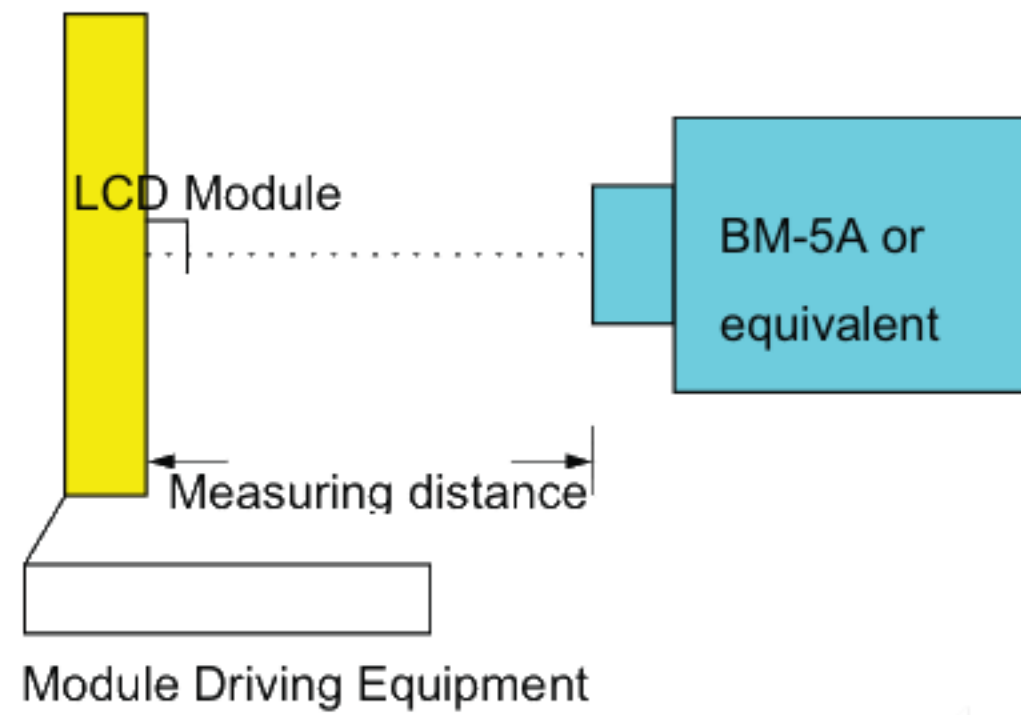 LCD Module
BM-5A or
equivalent
Measuring distance
Module Driving Equipment